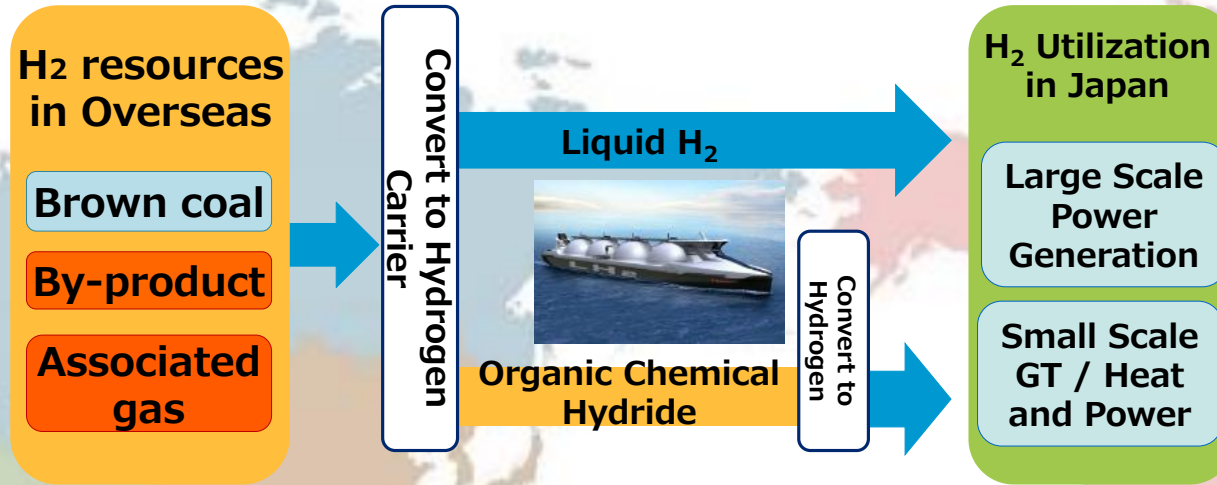 H2 resources
in Overseas
Brown coal
By-product
Associated
gas
Convert to Hydrogen
Carrier
Liquid H₂
Organic Chemical
Hydride
Convert to
Hydrogen
H₂ Utilization
in Japan
Large Scale
Power
Generation
Small Scale
GT / Heat
and Power